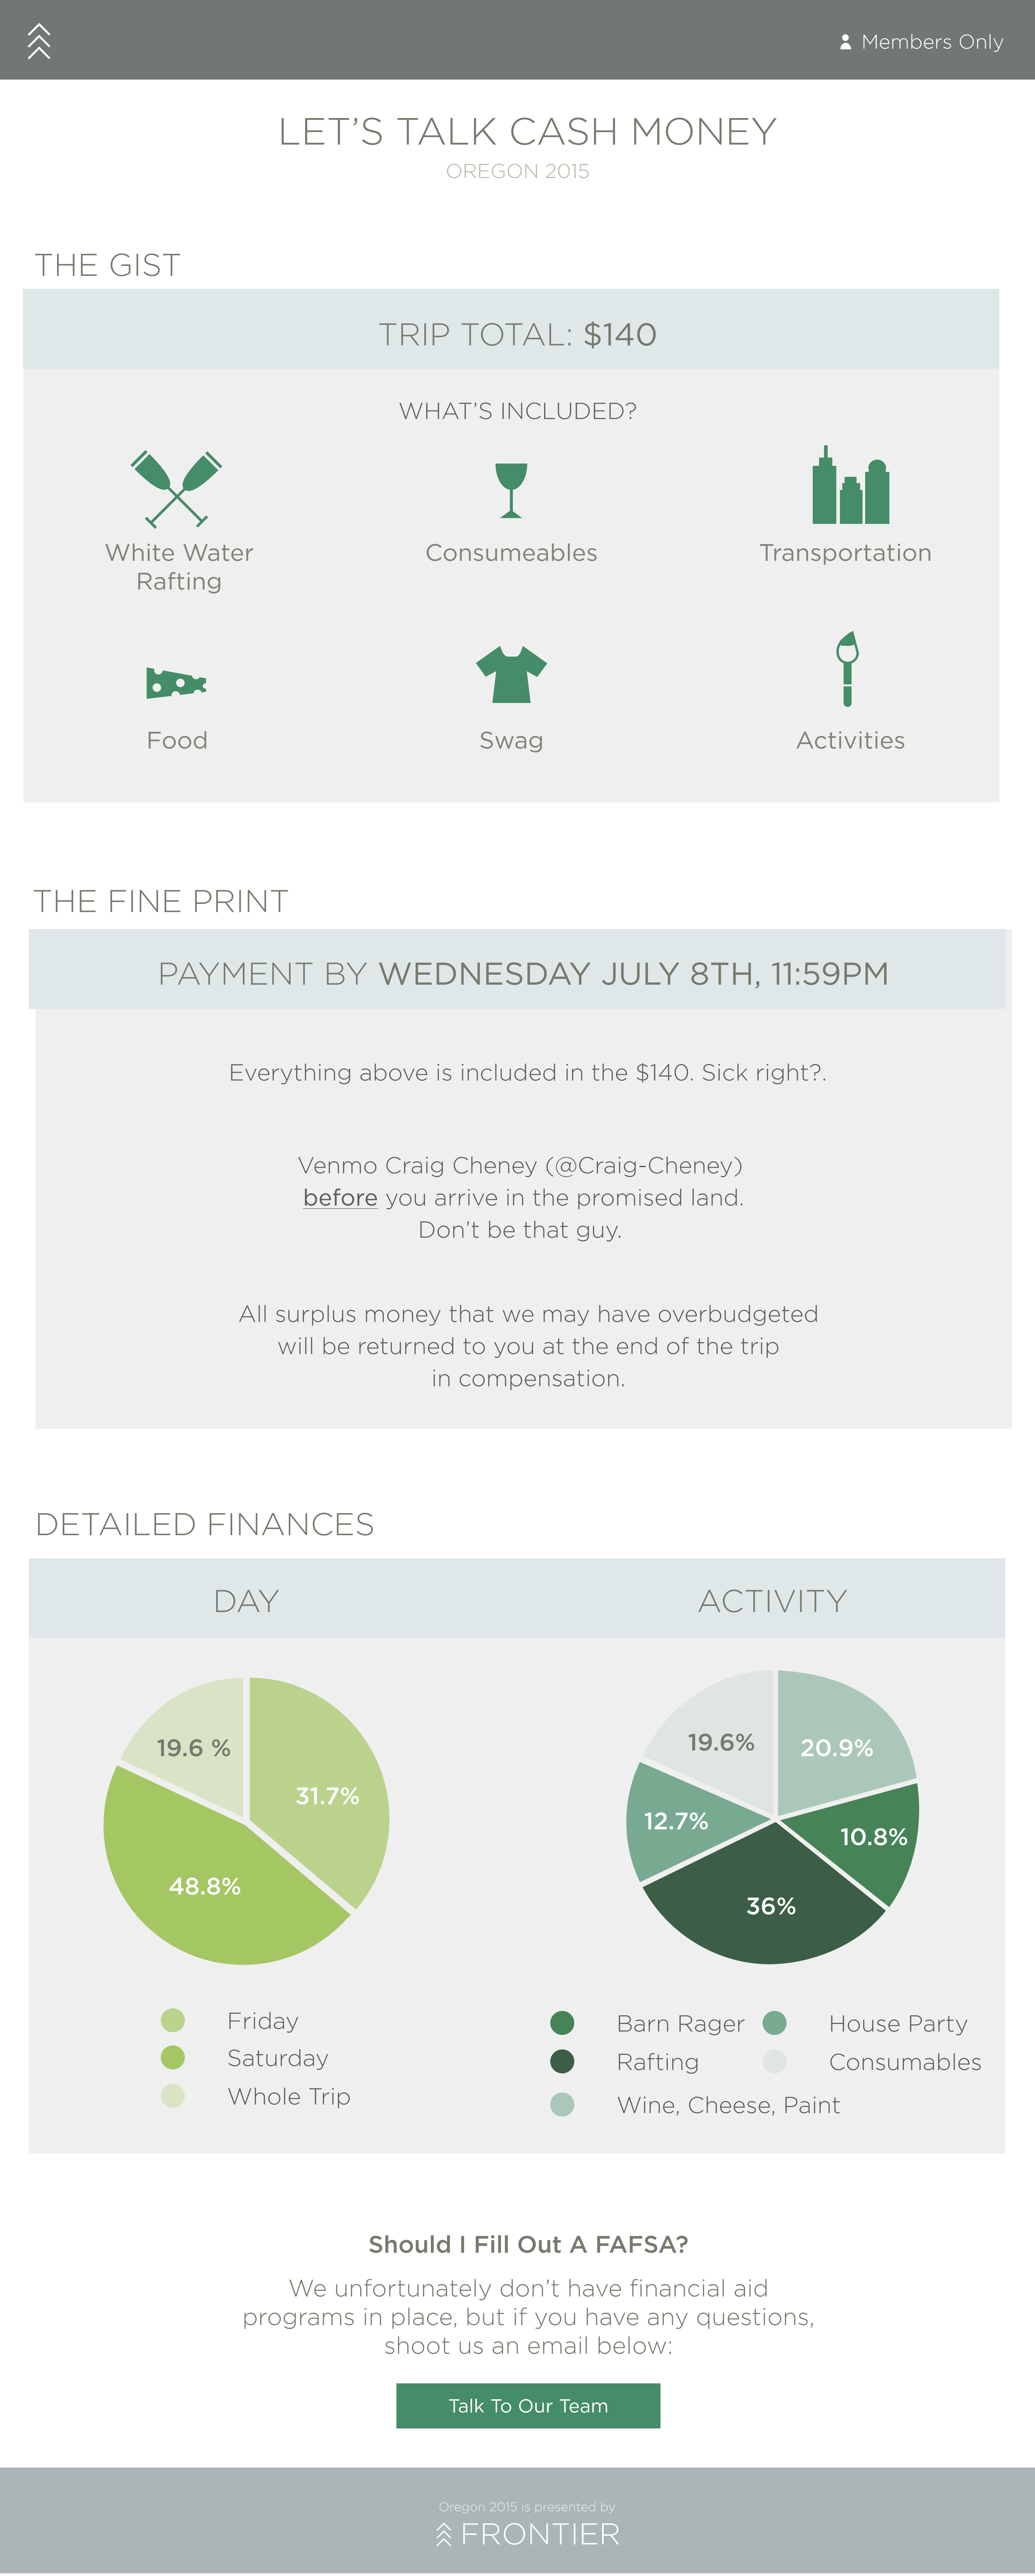 Members Only
LET’S TALK CASH MONEY
OREGON 2015
THE GIST
TRIP TOTAL: $140
WHAT’S INCLUDED?
White Water
Rafting
Consumeables
Transportation
Food
Swag
Activities
THE FINE PRINT
PAYMENT BY WEDNESDAY JULY 8TH, 11:59PM
Everything above is included in the $140. Sick right?.
Venmo Craig Cheney (@Craig-Cheney)
before you arrive in the promised land.
Don’t be that guy.
All surplus money that we may have overbudgeted
will be returned to you at the end of the trip
in compensation.
DETAILED FINANCES
DAY
19.6 %
31.7%
48.8%
Friday
Saturday
Whole Trip
ACTIVITY
19.6%
20.9%
12.7%
10.8%
36%
Barn Rager
House Party
Rafting
Consumables
Wine, Cheese, Paint
Should I Fill Out A FAFSA?
We unfortunately don’t have financial aid
programs in place, but if you have any questions,
shoot us an email below:
Talk To Our Team
Oregon 2015 is presented by
FRONTIER